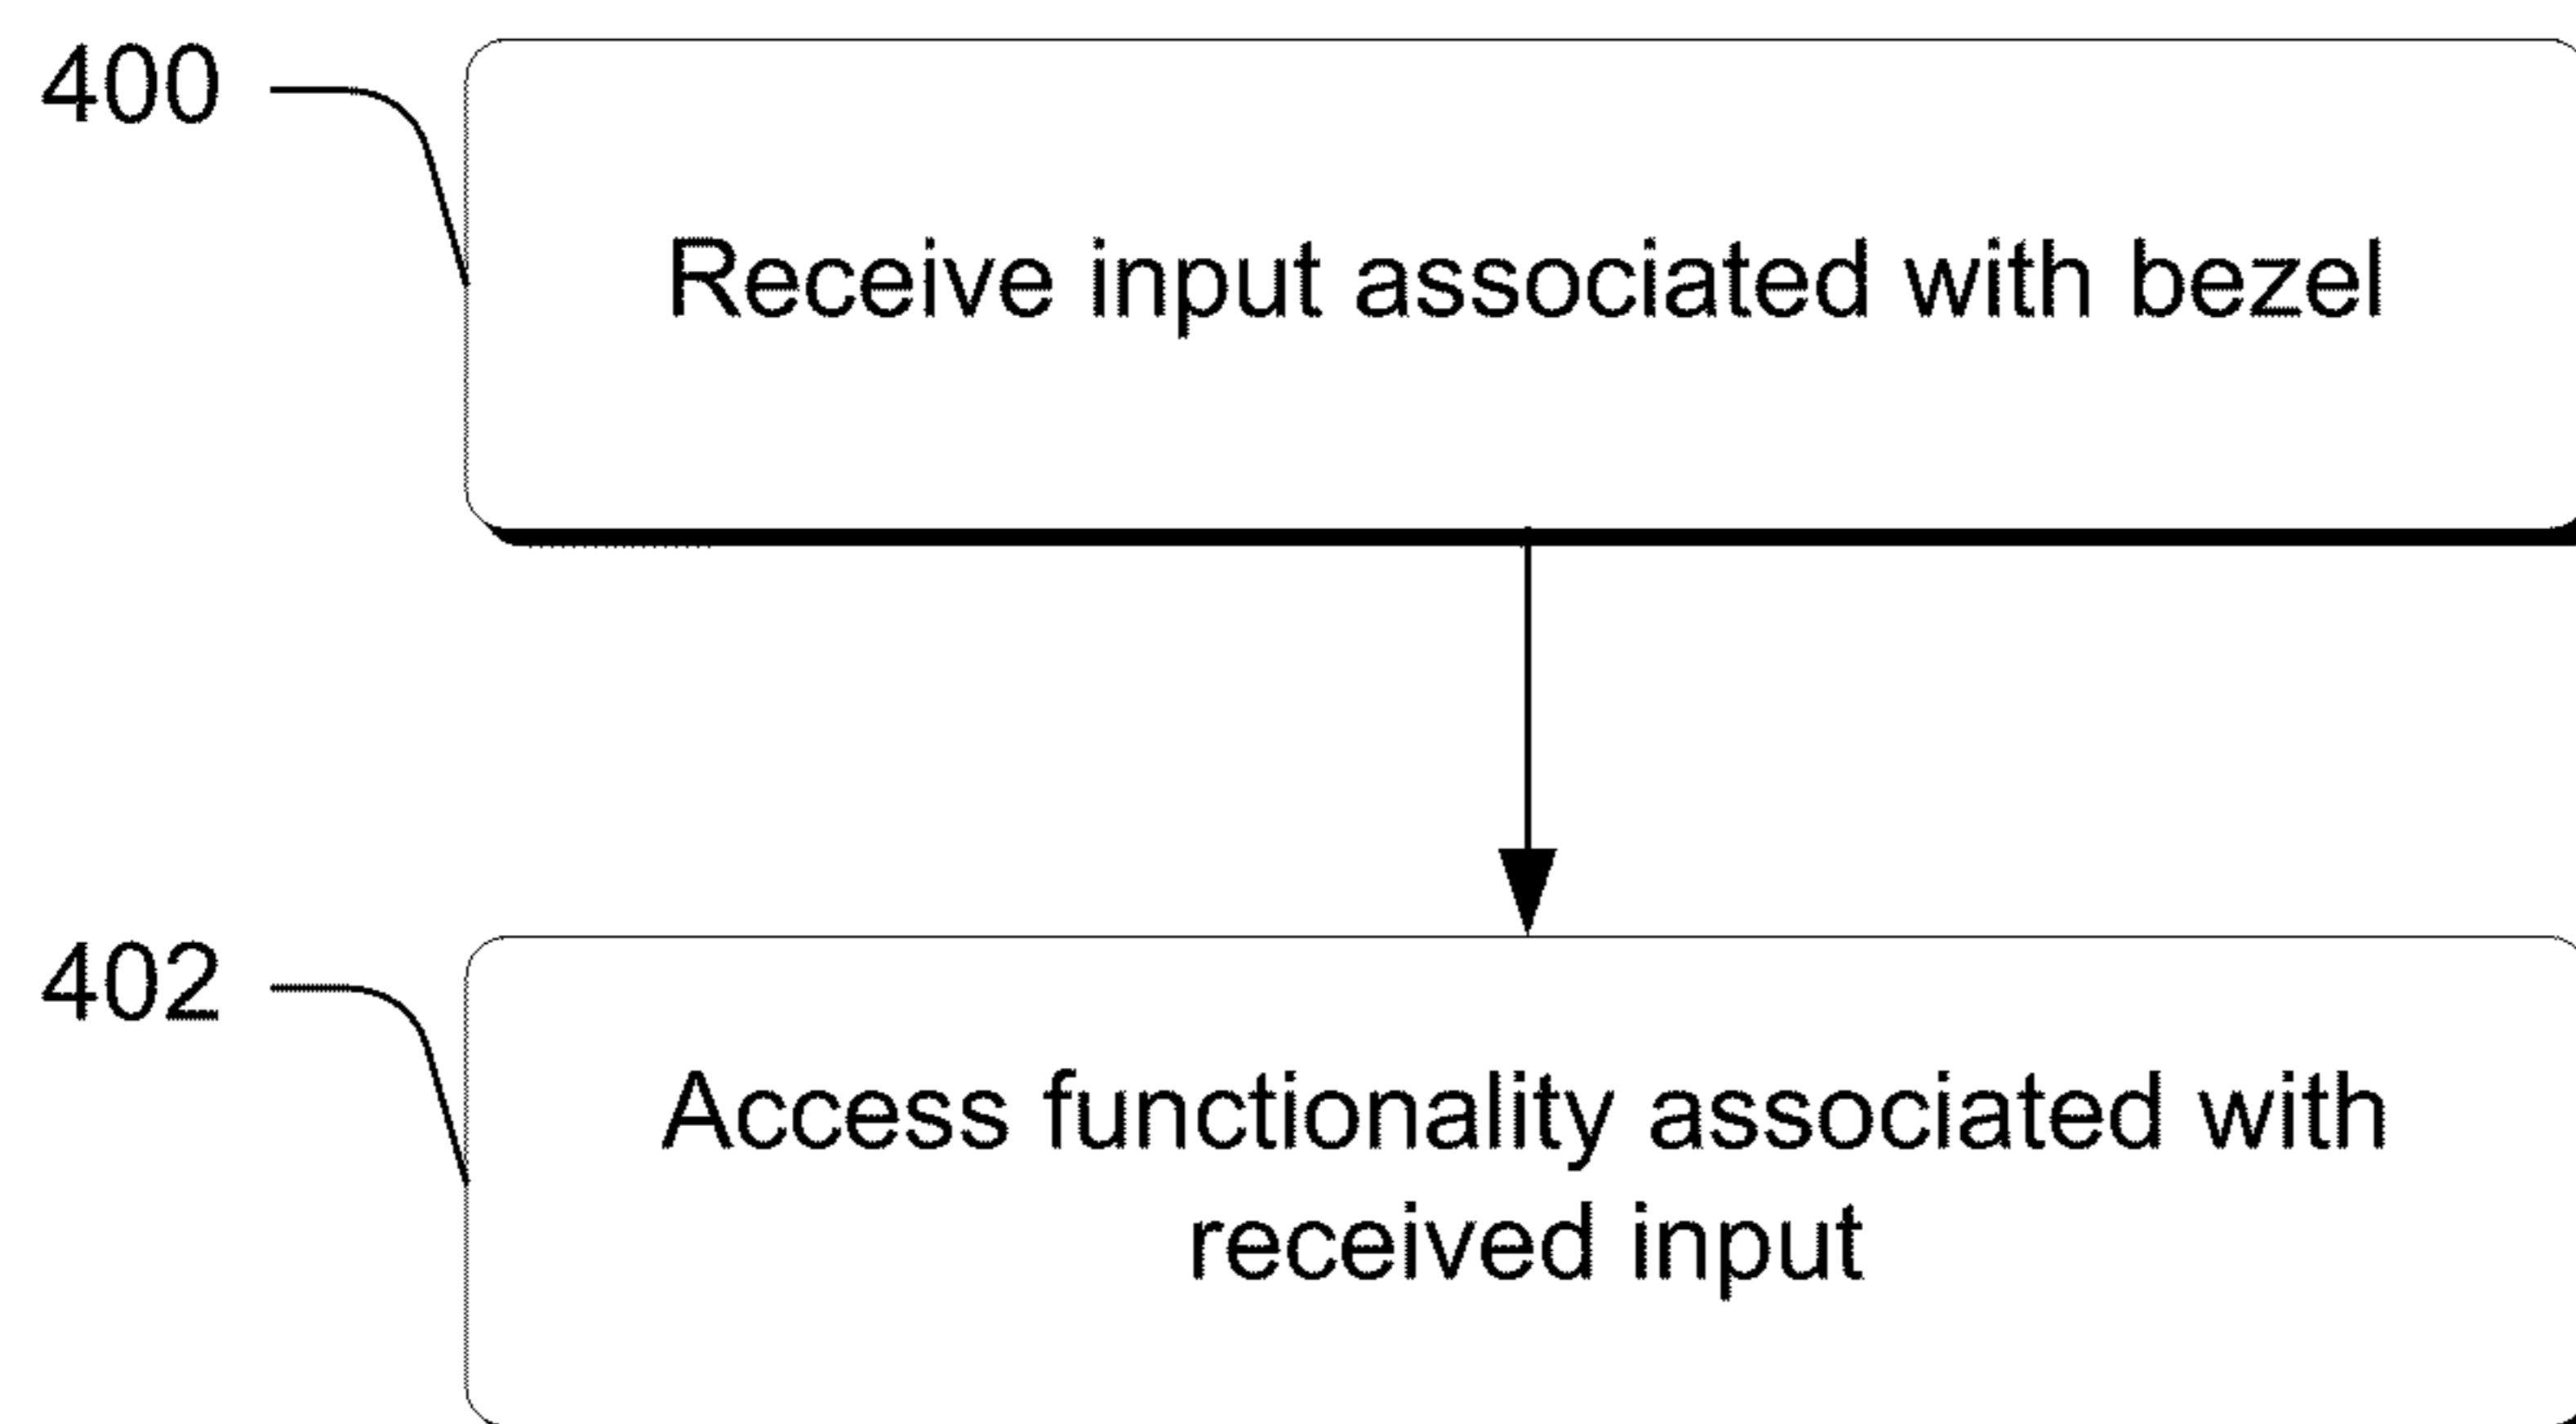 400
Receive input associated with bezel
402
Access functionality associated with
received input